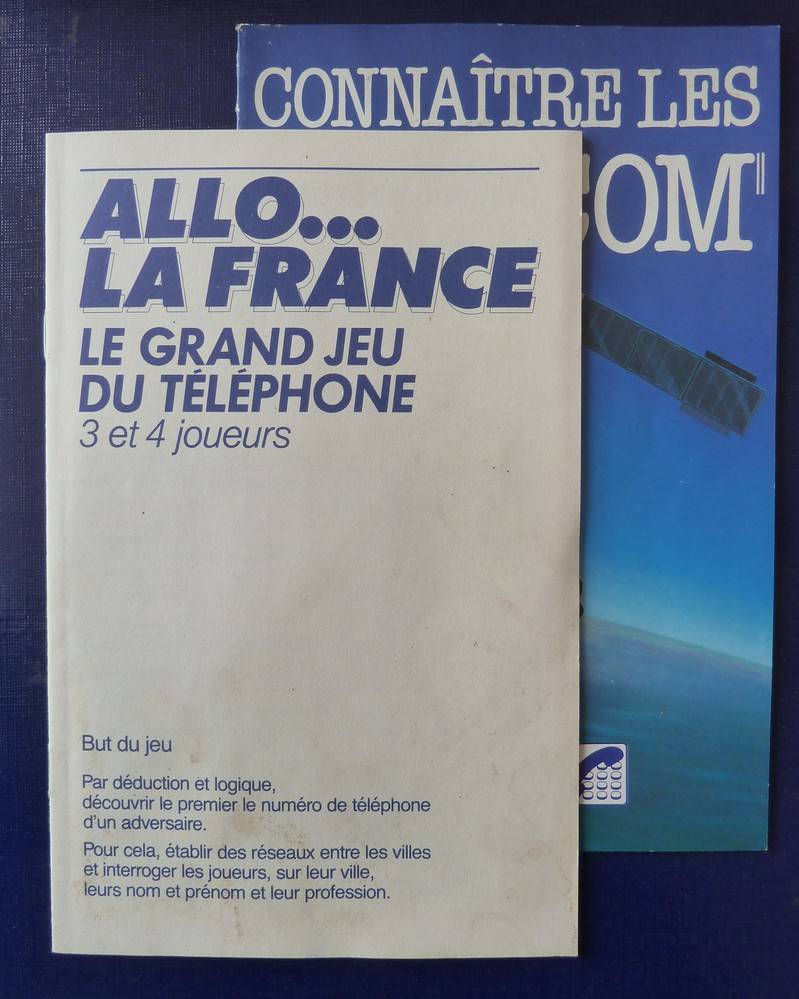 CONNAÎTRE LES
ALLO...
LA FRANCE
LE GRAND JEU
DU TÉLÉPHONE
3 et 4 joueurs
But du jeu
Par déduction et logique,
découvrir le premier le numéro de téléphone
d'un adversaire.
Pour cela, établir des réseaux entre les villes
et interroger les joueurs, sur leur ville,
leurs nom et prénom et leur profession.